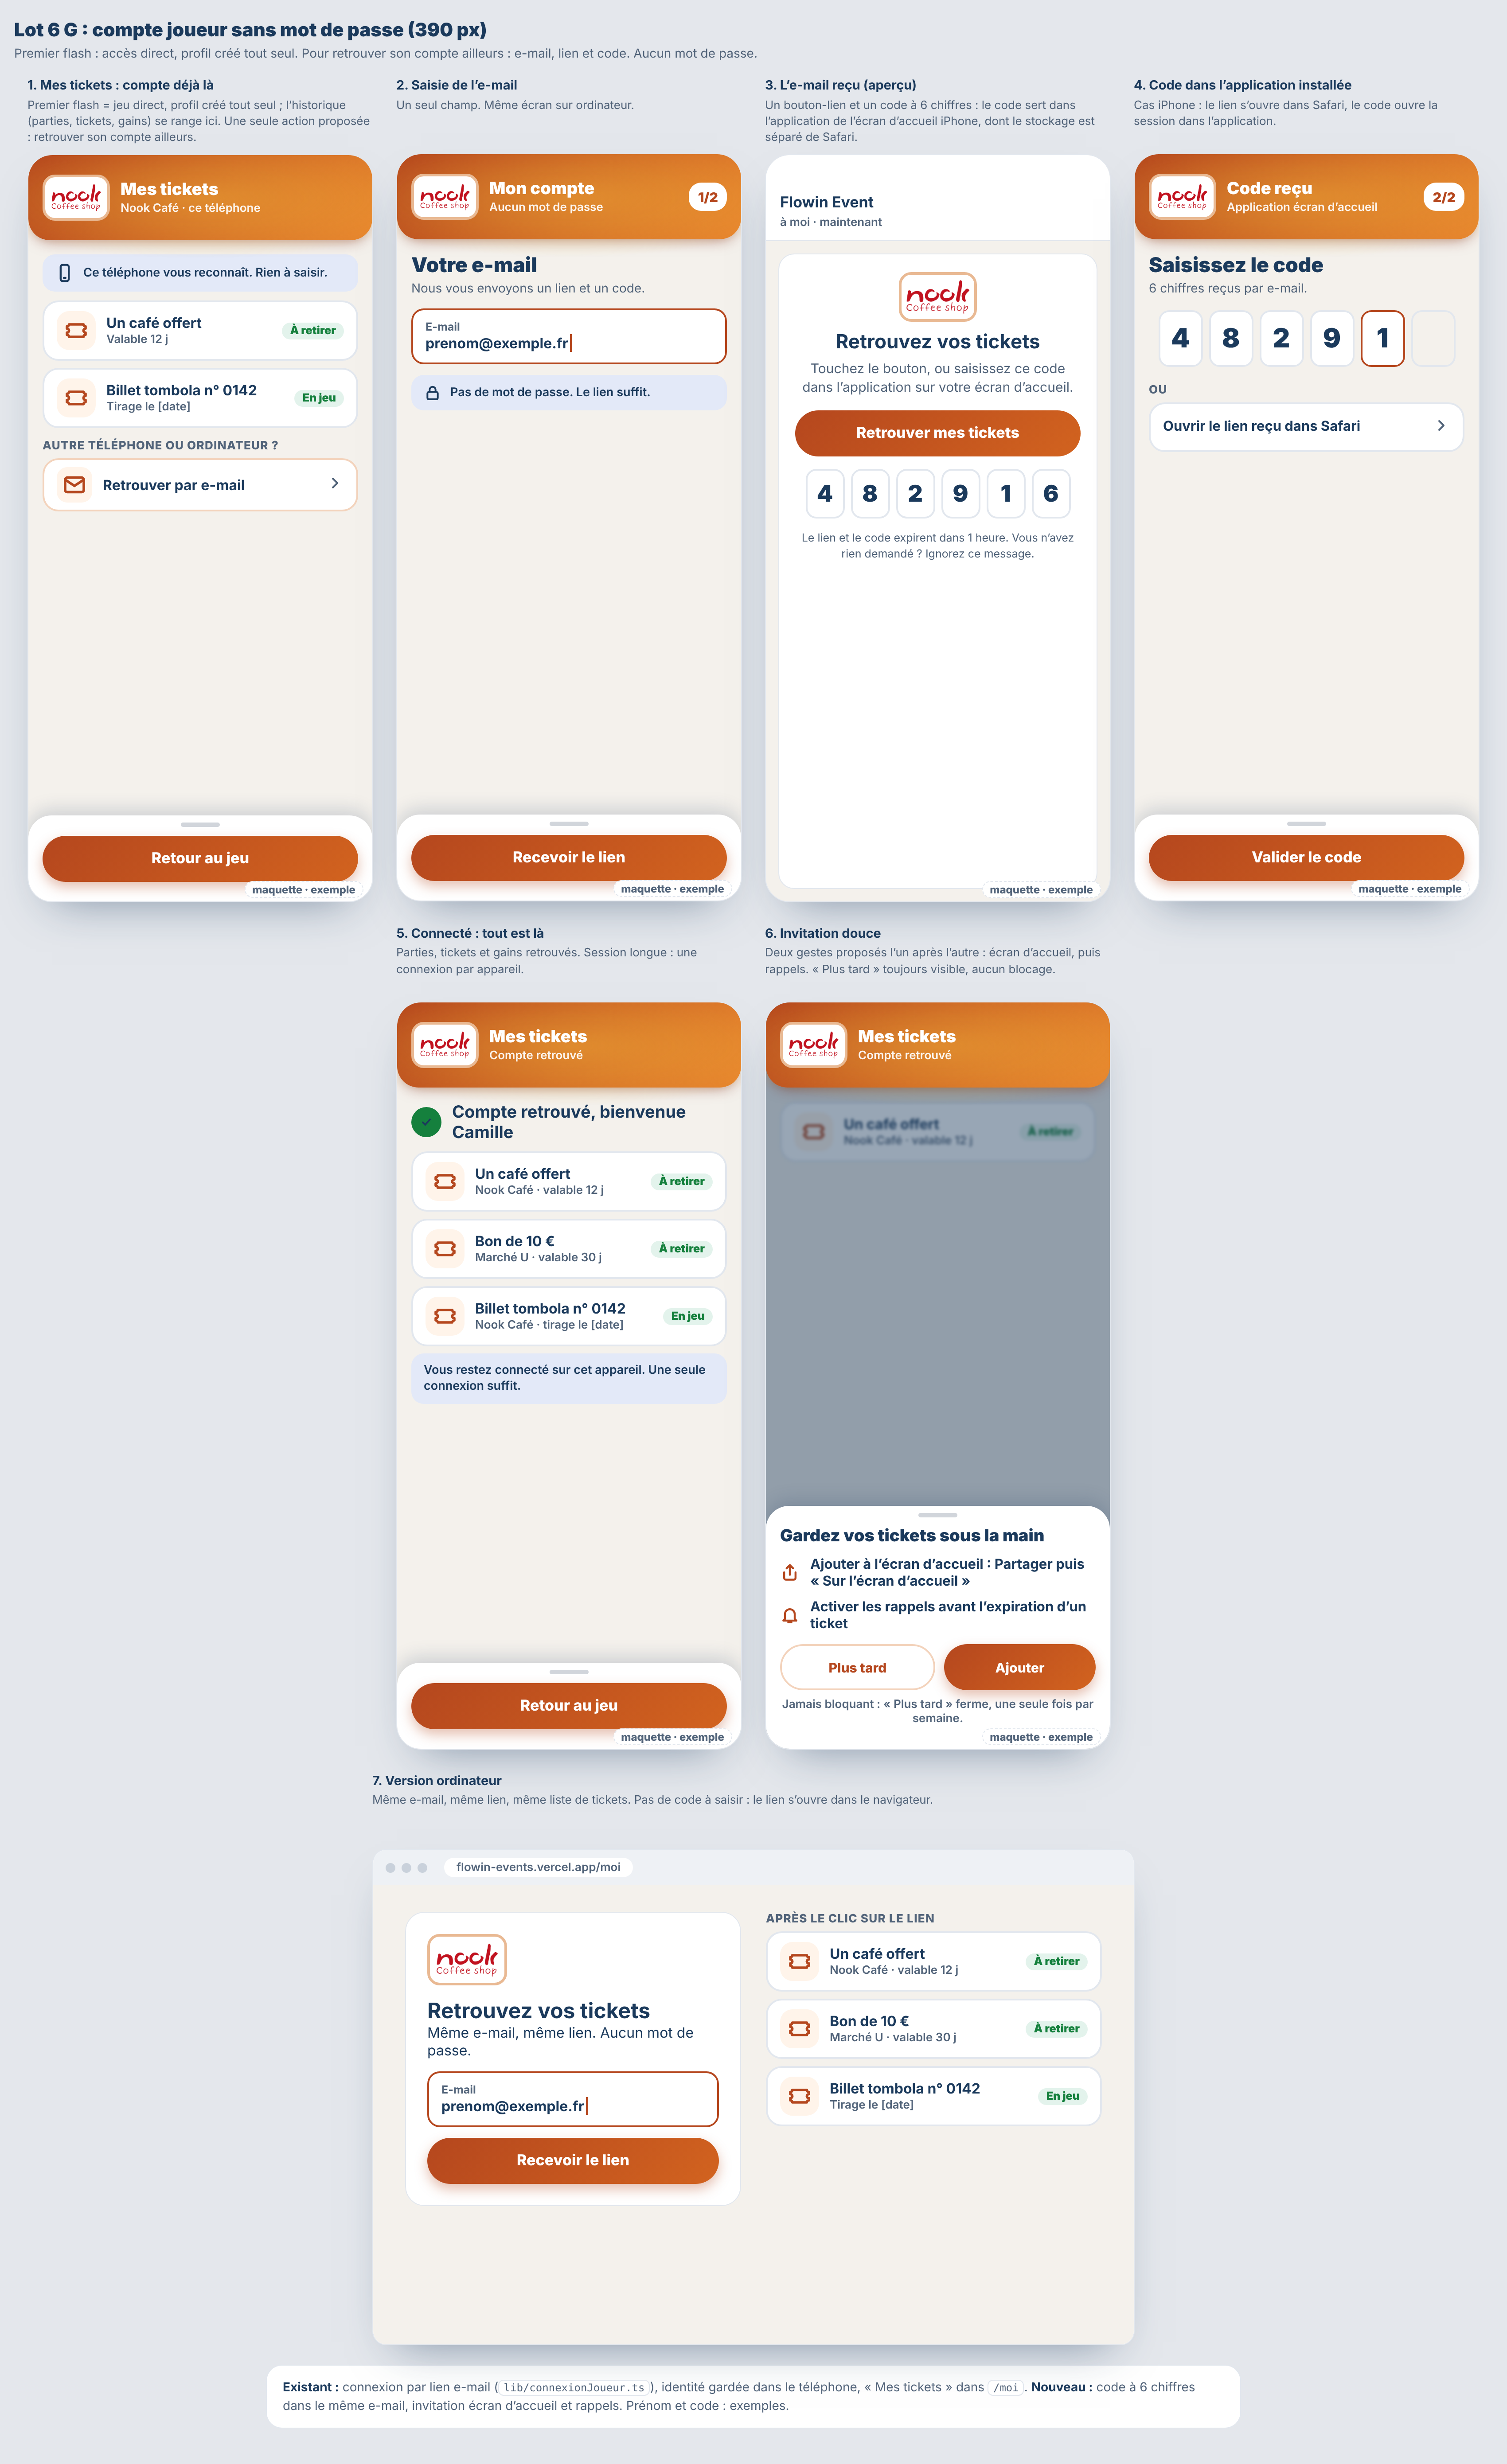 Lot 6 G : compte joueur sans mot de passe (390 px)
Premier flash : accès direct, profil créé tout seul. Pour retrouver son compte ailleurs : e-mail, lien et code. Aucun mot de passe.
1. Mes tickets : compte déjà là
Premier flash = jeu direct, profil créé tout seul ; l’historique
(parties, tickets, gains) se range ici. Une seule action proposée
: retrouver son compte ailleurs.
nook
Coffee shop
Mes tickets
Nook Café · ce téléphone
Ce téléphone vous reconnaît. Rien à saisir.
Un café offert
Valable 12 j
À retirer
Billet tombola n° 0142
Tirage le [date]
En jeu
AUTRE TÉLÉPHONE OU ORDINATEUR ?
Retrouver par e-mail
Retour au jeu
maquette · exemple
2. Saisie de l’e-mail
Un seul champ. Même écran sur ordinateur.
nook
Coffee shop
Mon compte
Aucun mot de passe
1/2
Votre e-mail
Nous vous envoyons un lien et un code.
E-mail
prenom@exemple.fr
Pas de mot de passe. Le lien suffit.
Recevoir le lien
maquette · exemple
3. L’e-mail reçu (aperçu)
Un bouton-lien et un code à 6 chiffres : le code sert dans
l’application de l’écran d’accueil iPhone, dont le stockage est
séparé de Safari.
Flowin Event
à moi · maintenant
nook
Coffee shop
Retrouvez vos tickets
Touchez le bouton, ou saisissez ce code
dans l’application sur votre écran d’accueil.
Retrouver mes tickets
4 8 2 9 1 6
Le lien et le code expirent dans 1 heure. Vous n’avez
rien demandé ? Ignorez ce message.
maquette · exemple
4. Code dans l’application installée
Cas iPhone : le lien s’ouvre dans Safari, le code ouvre la
session dans l’application.
nook
Coffee shop
Code reçu
Application écran d’accueil
2/2
Saisissez le code
6 chiffres reçus par e-mail.
4 8 2 9 1
OU
Ouvrir le lien reçu dans Safari
Valider le code
maquette · exemple
5. Connecté : tout est là
Parties, tickets et gains retrouvés. Session longue : une
connexion par appareil.
nook
Coffee shop
Mes tickets
Compte retrouvé
Compte retrouvé, bienvenue
Camille
Un café offert
Nook Café · valable 12 j
À retirer
Bon de 10 €
Marché U · valable 30 j
À retirer
Billet tombola n° 0142
Nook Café · tirage le [date]
En jeu
Vous restez connecté sur cet appareil. Une seule
connexion suffit.
Retour au jeu
maquette · exemple
6. Invitation douce
Deux gestes proposés l’un après l’autre : écran d’accueil, puis
rappels. « Plus tard » toujours visible, aucun blocage.
nook
Coffee shop
Mes tickets
Compte retrouvé
Un café offert
Nook Café · valable 12 j
À retirer
Gardez vos tickets sous la main
Ajouter à l’écran d’accueil : Partager puis
« Sur l’écran d’accueil »
Activer les rappels avant l’expiration d’un
ticket
Plus tard
Ajouter
Jamais bloquant : « Plus tard » ferme, une seule fois par
semaine.
maquette · exemple
7. Version ordinateur
Même e-mail, même lien, même liste de tickets. Pas de code à saisir : le lien s’ouvre dans le navigateur.
flowin-events.vercel.app/moi
nook
Coffee shop
Retrouvez vos tickets
Même e-mail, même lien. Aucun mot de
passe.
E-mail
prenom@exemple.fr
Recevoir le lien
APRÈS LE CLIC SUR LE LIEN
Un café offert
Nook Café · valable 12 j
À retirer
Bon de 10 €
Marché U · valable 30 j
À retirer
Billet tombola n° 0142
Tirage le [date]
En jeu
Existant : connexion par lien e-mail ( lib/connexionJoueur.ts ), identité gardée dans le téléphone, « Mes tickets » dans /moi . Nouveau : code à 6 chiffres
dans le même e-mail, invitation écran d’accueil et rappels. Prénom et code : exemples.